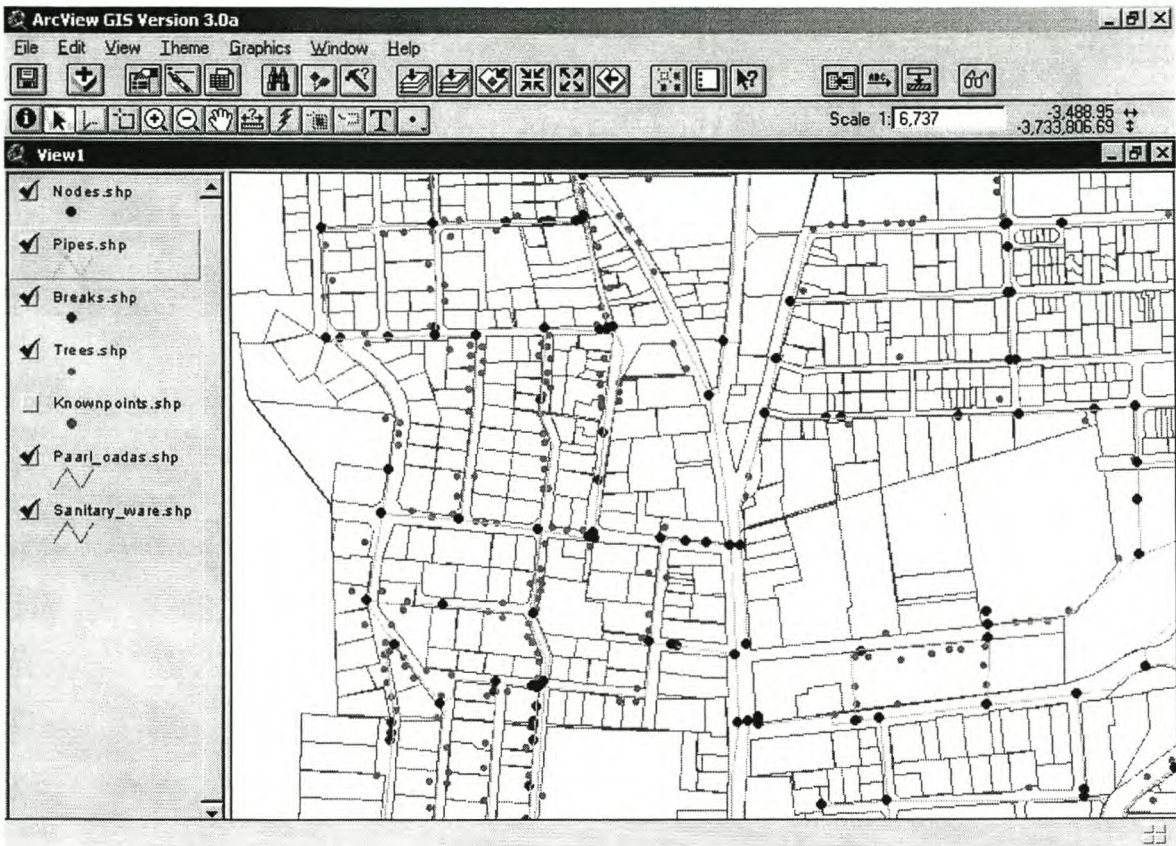 ArcView GIS Version 3.0a
File Edit View Theme Graphics Window Help
Scale 1: 6,737
-3,488.95
-3,733,806.69
View1
Nodes.shp
Pipes.shp
Breaks.shp
Trees.shp
Knownpoints.shp
Paarl_oadas.shp
Sanitary_ware.shp